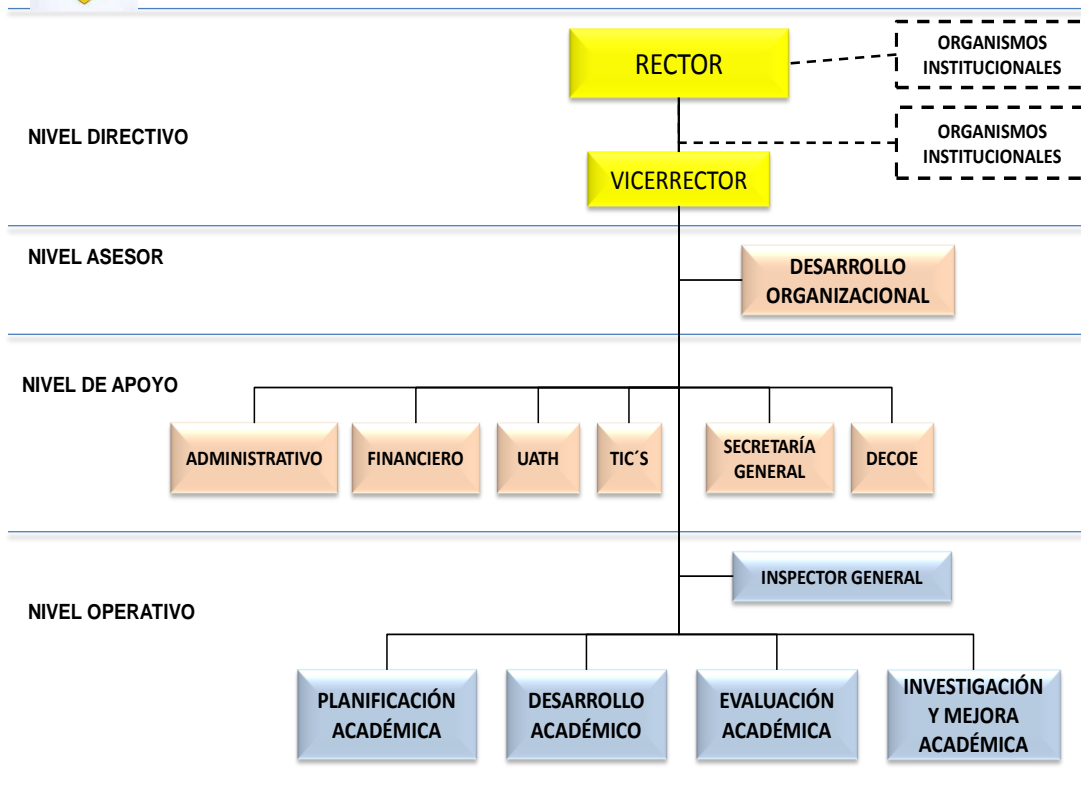 RECTOR
ORGANISMOS
INSTITUCIONALES
NIVEL DIRECTIVO
ORGANISMOS
INSTITUCIONALES
VICERRECTOR
NIVEL ASESOR
DESARROLLO
ORGANIZACIONAL
NIVEL DE APOYO
ADMINISTRATIVO
FINANCIERO
UATH
TIC´S
SECRETARÍA
GENERAL
DECOE
INSPECTOR GENERAL
NIVEL OPERATIVO
PLANIFICACIÓN
ACADÉMICA
DESARROLLO
ACADÉMICO
EVALUACIÓN
ACADÉMICA
INVESTIGACIÓN
Y MEJORA
ACADÉMICA